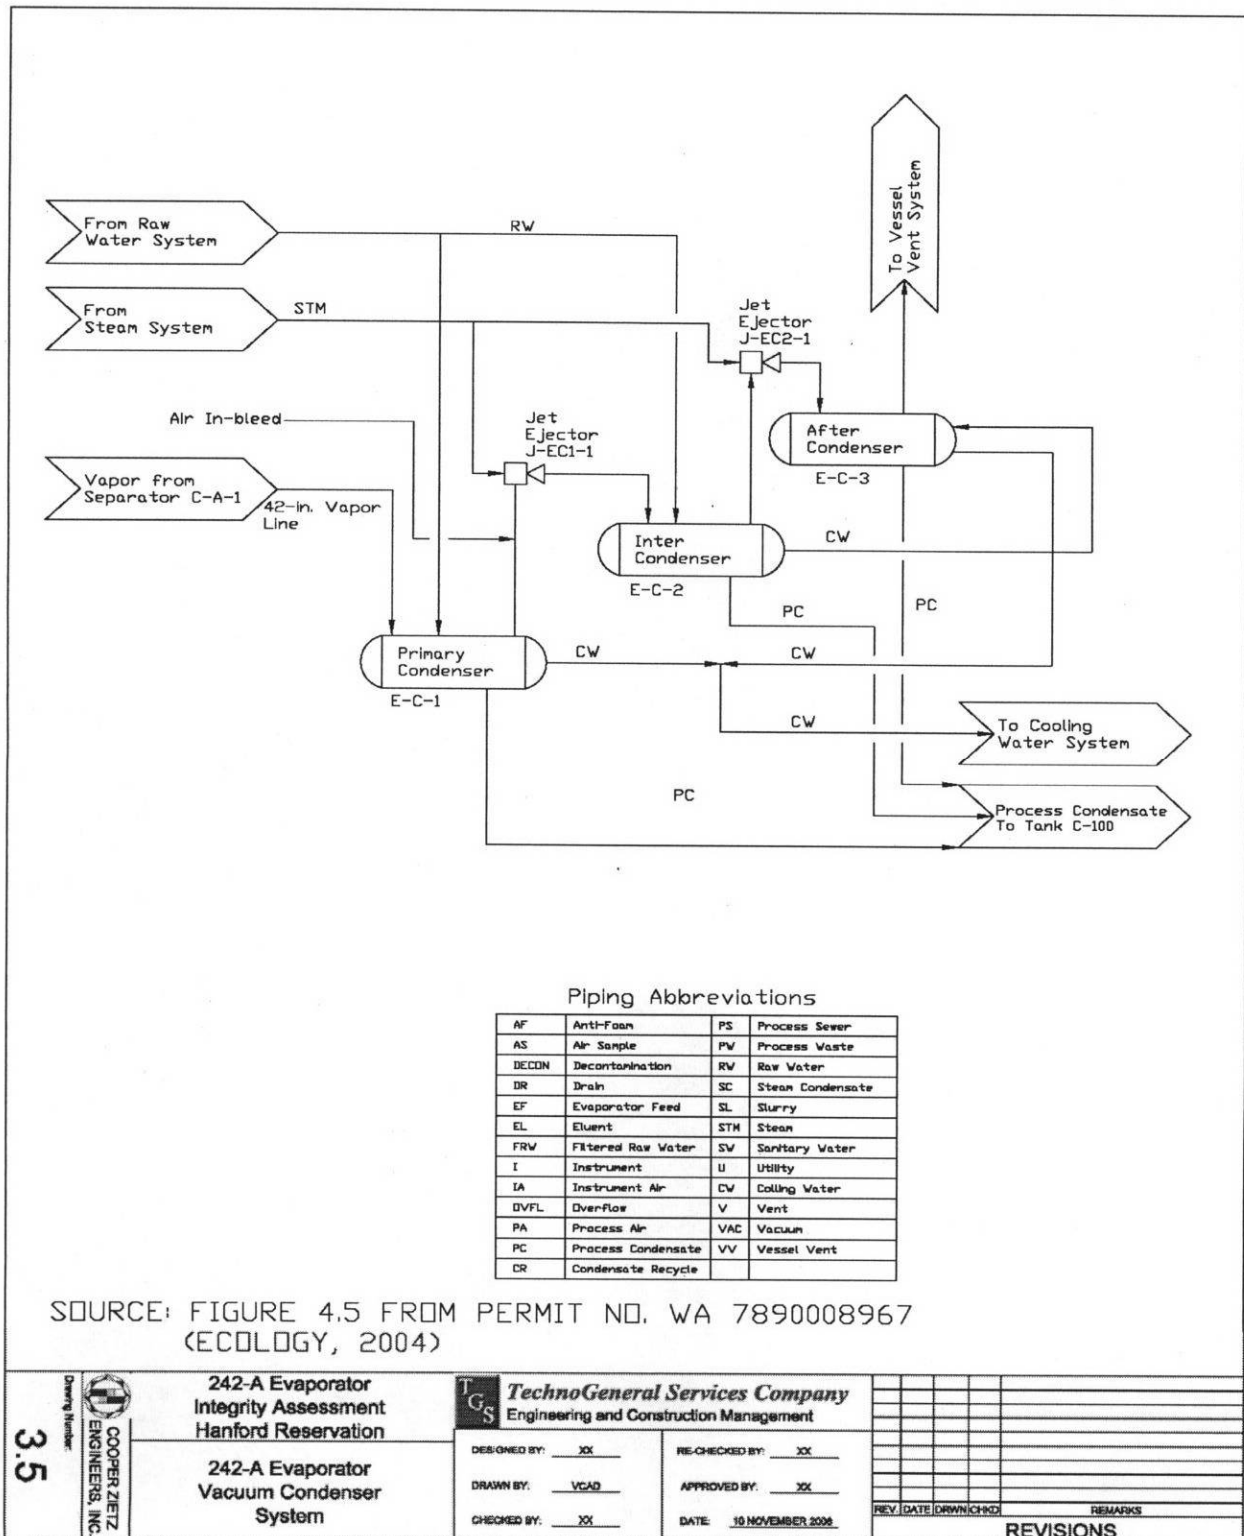 To Vessel
Vent System
From Raw
Water System
RW
From
Steam System
STM
Jet
Ejector
J-EC2-1
Air In-bleed
Jet
Ejector
J-EC1-1
After
Condenser
E-C-3
Vapor from
Separator C-A-1
42-in. Vapor
Line
Inter
Condenser
E-C-2
CW
PC
PC
Primary
Condenser
E-C-1
CW
CW
CW
To Cooling
Water System
PC
Process Condensate
To Tank C-100
Piping Abbreviations
AF Anti-Foam PS Process Sewer
AS Air Sample PW Process Waste
DECON Decontamination RW Raw Water
DR Drain SC Steam Condensate
EF Evaporator Feed SL Slurry
EL Eluent STM Steam
FRW Filtered Raw Water SW Sanitary Water
I Instrument U Utility
IA Instrument Air CW Colling Water
OVFL Overflow V Vent
PA Process Air VAC Vacuum
PC Process Condensate VV Vessel Vent
CR Condensate Recycle
SOURCE: FIGURE 4.5 FROM PERMIT NO. WA 7890008967
(ECOLOGY, 2004)
Drawing Number:
3.5
COOPER ZIETZ
ENGINEERS, INC.
242-A Evaporator
Integrity Assessment
Hanford Reservation
242-A Evaporator
Vacuum Condenser
System
TGS
TechnoGeneral Services Company
Engineering and Construction Management
DESIGNED BY: XX
RE-CHECKED BY: XX
DRAWN BY: VCAD
APPROVED BY: XX
CHECKED BY: XX
DATE: 10 NOVEMBER 2006
REV. DATE DRWN CHKD REMARKS
REVISIONS